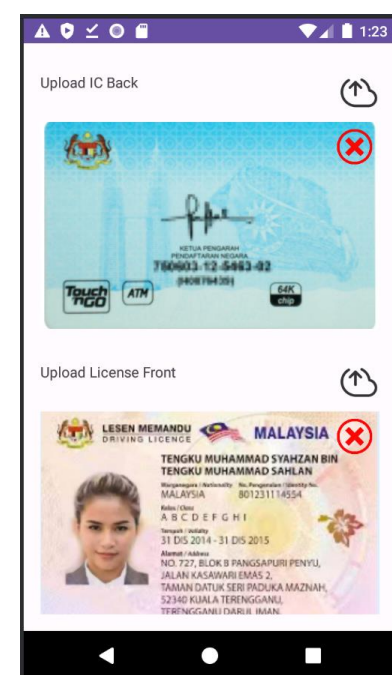 1:23
Upload IC Back
KETUA PENGARAH
PENDAFTARAN NEGARA
760603-12-5463-02
Touch
nGO
ATM
64K
chip
Upload License Front
LESEN MEMANDU
DRIVING LICENCE
MALAYSIA
TENGKU MUHAMMAD SYAHZAN BIN
TENGKU MUHAMMAD SAHLAN
Warganegara / Nationality No. Pengenalan / Identity No.
MALAYSIA 801231114554
Kelas / Class
A B C D E F G H I
Tempoh / Validity
31 DIS 2014 - 31 DIS 2015
Alamat / Address
NO. 727, BLOK B PANGSAPURI PENYU,
JALAN KASAWARI EMAS 2,
TAMAN DATUK SERI PADUKA MAZNAH,
52340 KUALA TERENGGANU,
TERENGGANU DARUL IMAN.